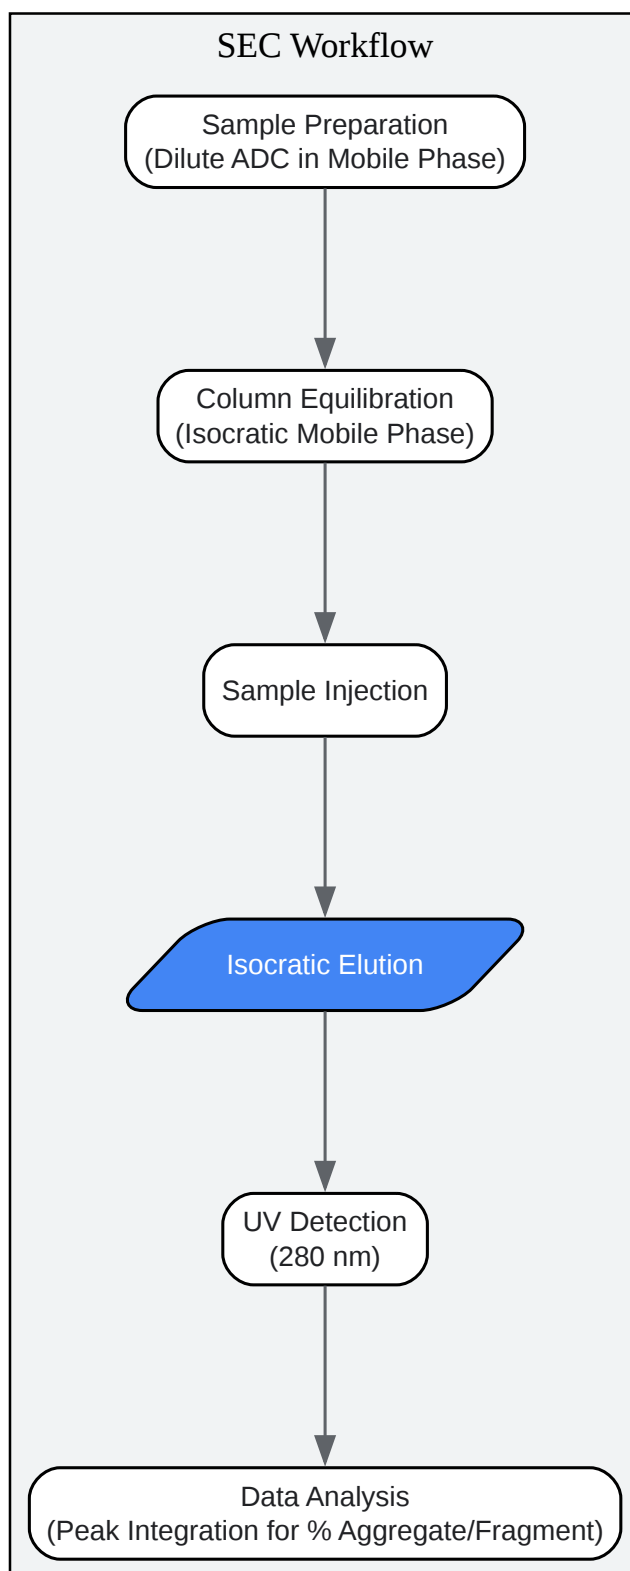 SEC Workflow
Sample Preparation
(Dilute ADC in Mobile Phase)
Column Equilibration
(Isocratic Mobile Phase)
Sample Injection
Isocratic Elution
UV Detection
(280 nm)
Data Analysis
(Peak Integration for % Aggregate/Fragment)